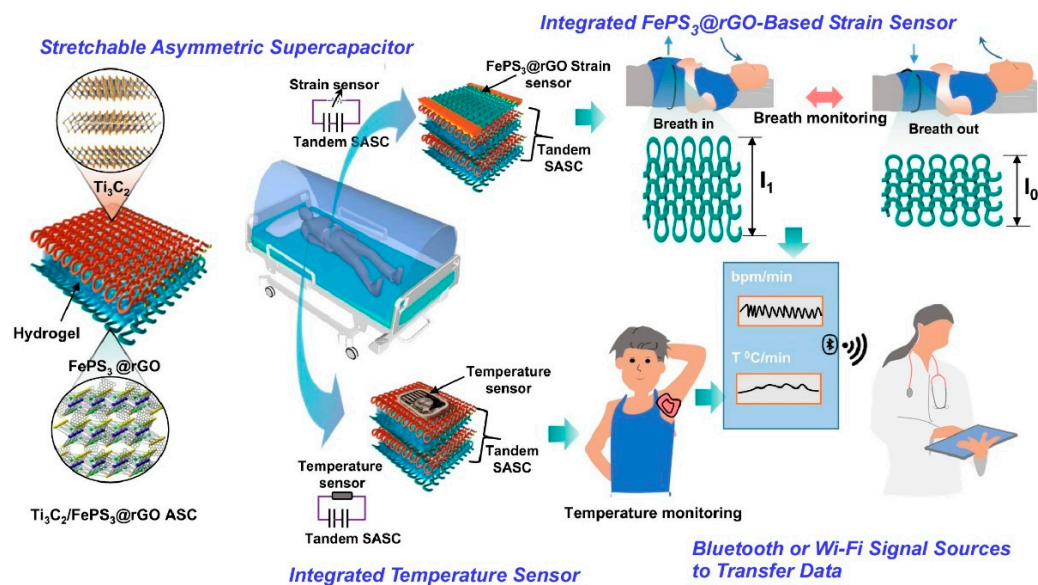 Stretchable Asymmetric Supercapacitor
Integrated FePS₃@rGO-Based Strain Sensor
Strain sensor
Tandem SASC
FePS₃@rGO Strain
sensor
Tandem
SASC
Breath in
Breath monitoring
Breath out
l₁
l₀
Ti₃C₂
Hydrogel
FePS₃@rGO
Ti₃C₂/FePS₃@rGO ASC
Temperature
sensor
Tandem
SASC
Temperature
sensor
Tandem SASC
Integrated Temperature Sensor
Temperature monitoring
bpm/min
T ⁰C/min
Bluetooth or Wi-Fi Signal Sources
to Transfer Data